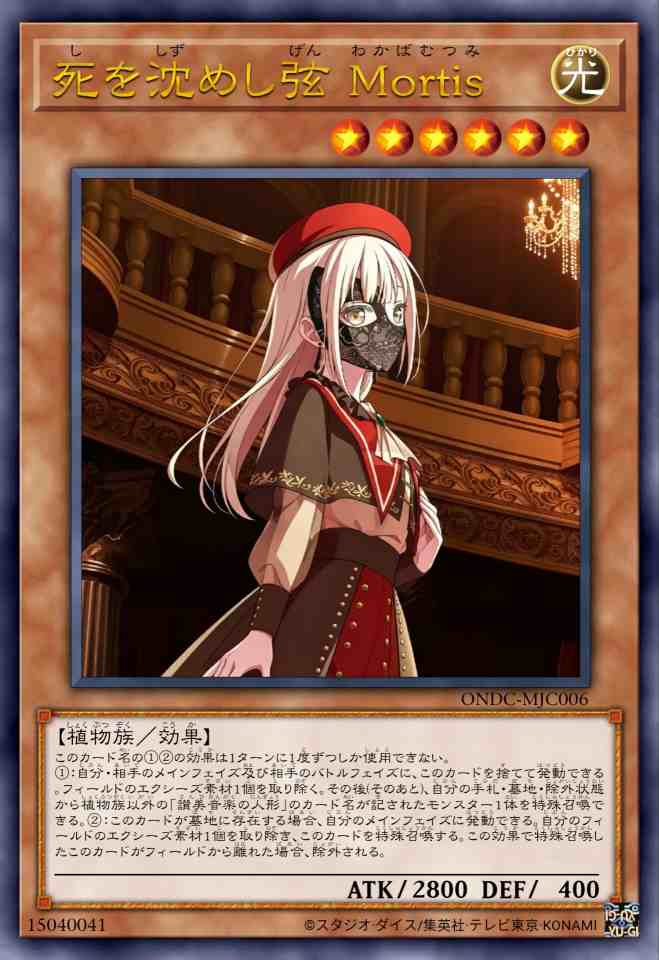 し しず げん わかばむつみ
死を沈めし弦 Mortis
ひかり
光
ONDC-MJC006
しょくぶつぞく こうか
【植物族／効果】
このカード名の①②の効果は1ターンに1度ずつしか使用できない。
①:自分・相手のメインフェイズ及び相手のバトルフェイズに、このカードを捨てて発動できる
。フィールドのエクシーズ素材1個を取り除く。その後(そのあと)、自分の手札・墓地・除外状態
から植物族以外の「讃美音楽の人形」のカード名が記されたモンスター1体を特殊召喚で
きる。②:このカードが墓地に存在する場合、自分のメインフェイズに発動できる。自分のフィ
ールドのエクシーズ素材1個を取り除き、このカードを特殊召喚する。この効果で特殊召喚し
たこのカードがフィールドから離れた場合、除外される。
ATK/2800 DEF/ 400
15040041
©スタジオ・ダイス/集英社・テレビ東京・KONAMI